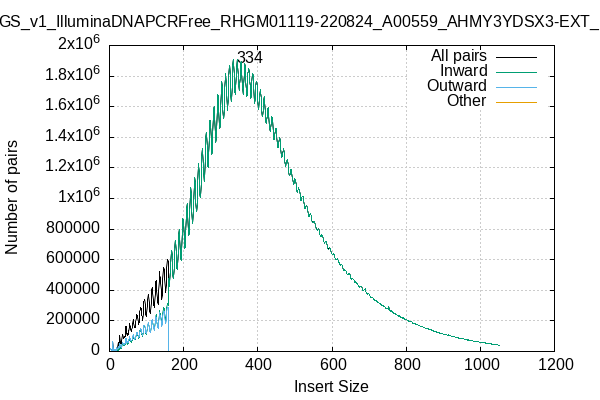 GS_v1_IlluminaDNAPCRFree_RHGM01119-220824_A00559_AHMY3YDSX3-EXT_
2x10^6
1.8x10^6
1.6x10^6
1.4x10^6
1.2x10^6
1x10^6
800000
600000
400000
200000
0
Number of pairs
334
All pairs
Inward
Outward
Other
0 200 400 600 800 1000 1200
Insert Size